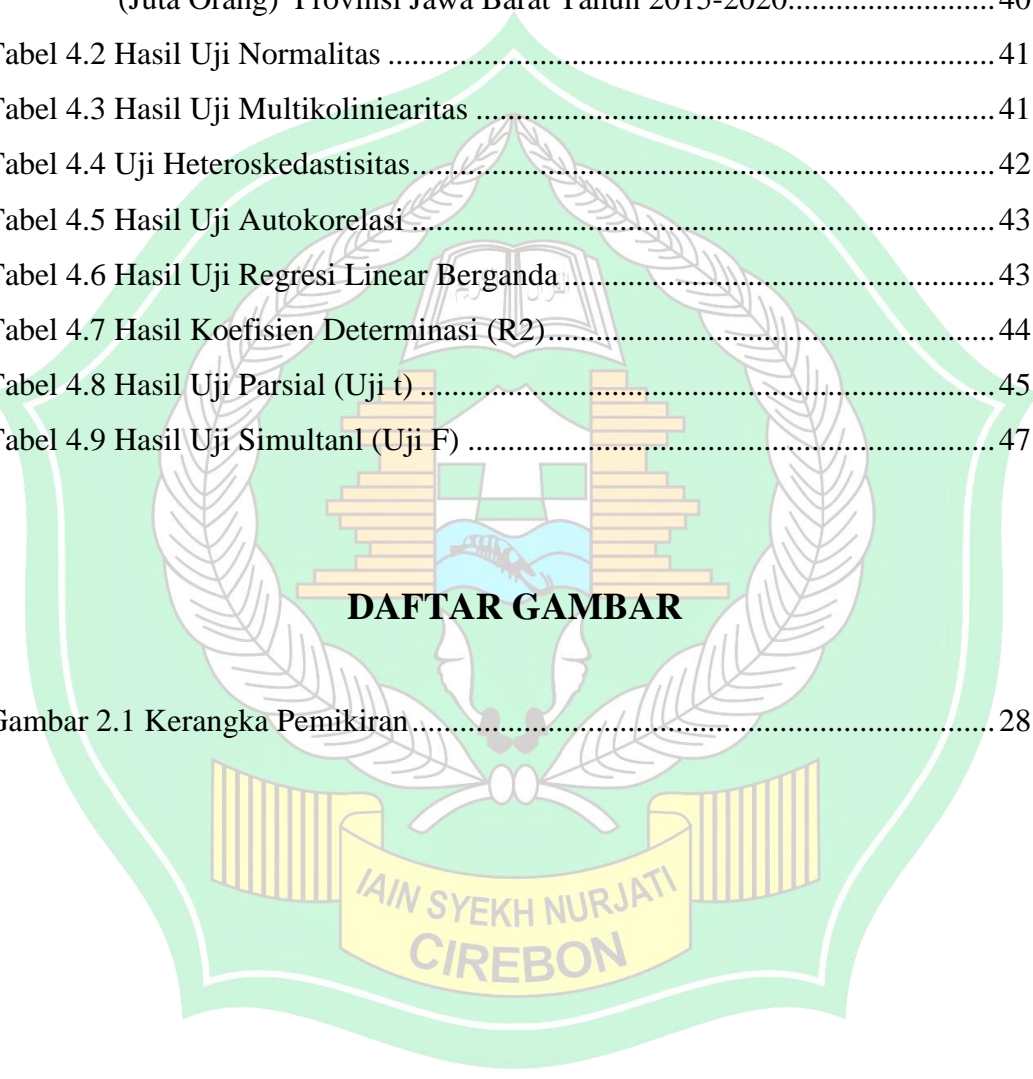 (Juta Orang) Provinsi Jawa Barat Tahun 2015-2020.......................... 40
Tabel 4.2 Hasil Uji Normalitas ............................................................................. 41
Tabel 4.3 Hasil Uji Multikoliniearitas .................................................................. 41
Tabel 4.4 Uji Heteroskedastisitas.......................................................................... 42
Tabel 4.5 Hasil Uji Autokorelasi .......................................................................... 43
Tabel 4.6 Hasil Uji Regresi Linear Berganda ....................................................... 43
Tabel 4.7 Hasil Koefisien Determinasi (R2)......................................................... 44
Tabel 4.8 Hasil Uji Parsial (Uji t) ......................................................................... 45
Tabel 4.9 Hasil Uji Simultanl (Uji F) ................................................................... 47
DAFTAR GAMBAR
Gambar 2.1 Kerangka Pemikiran.......................................................................... 28
IAIN SYEKH NURJATI
CIREBON